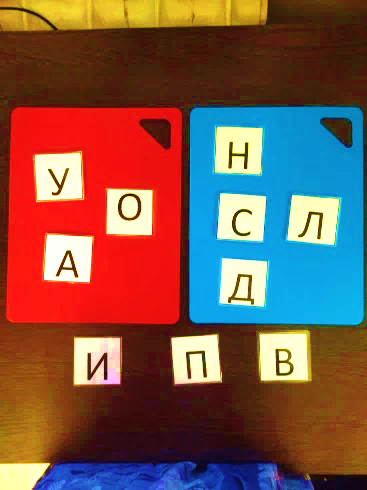 У
О
А
Н
С Л
Д
И П В